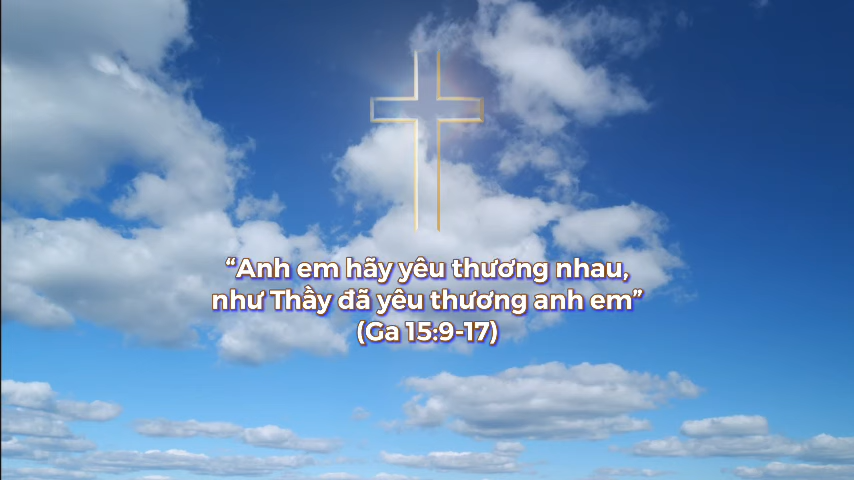 “Anh em hãy yêu thương nhau,
như Thầy đã yêu thương anh em”
(Ga 15:9-17)